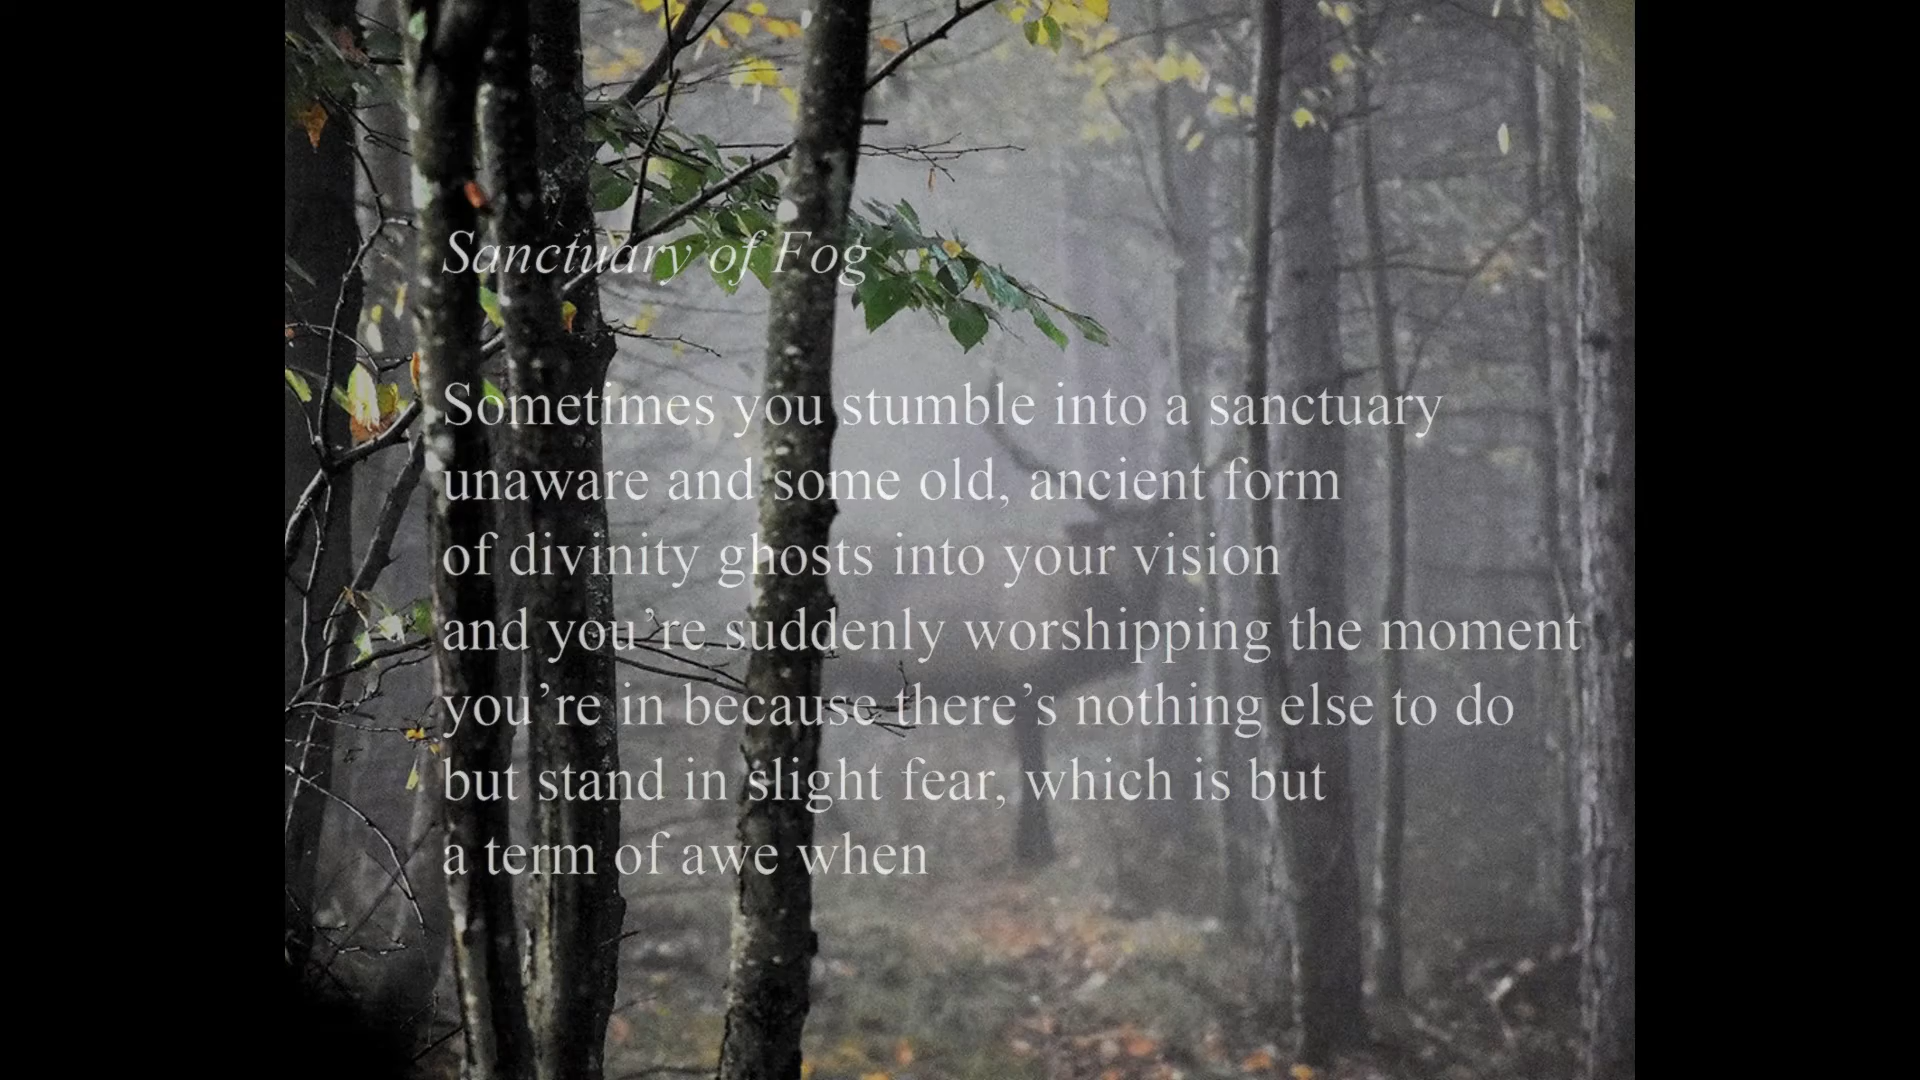 Sanctuary of Fog
Sometimes you stumble into a sanctuary
unaware and some old, ancient form
of divinity ghosts into your vision
and you’re suddenly worshipping the moment
you’re in because there’s nothing else to do
but stand in slight fear, which is but
a term of awe when